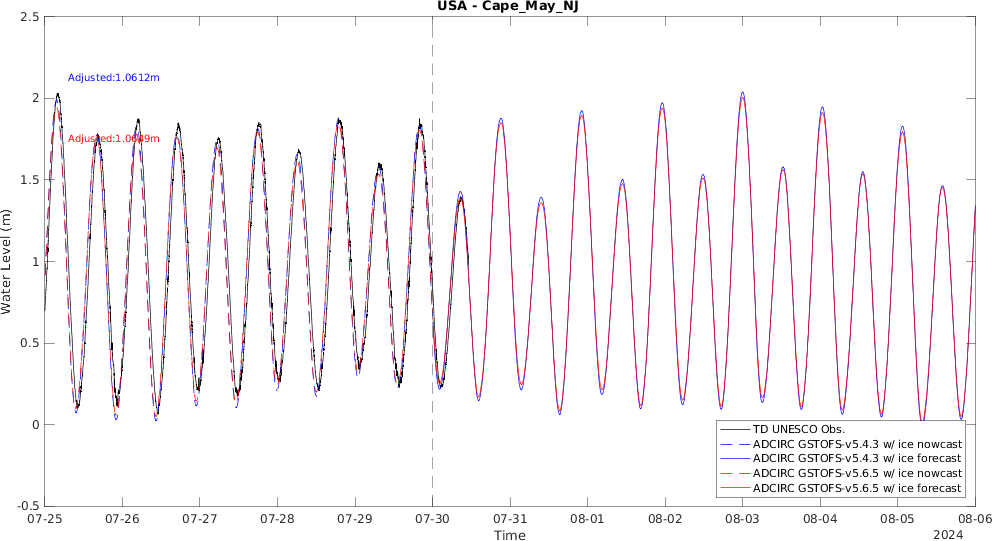 USA - Cape_May_NJ
2.5
2
1.5
1
0.5
0
-0.5
Water Level (m)
Adjusted:1.0612m
Adjusted:1.0649m
TD UNESCO Obs.
ADCIRC GSTOFS-v5.4.3 w/ ice nowcast
ADCIRC GSTOFS-v5.4.3 w/ ice forecast
ADCIRC GSTOFS-v5.6.5 w/ ice nowcast
ADCIRC GSTOFS-v5.6.5 w/ ice forecast
07-25 07-26 07-27 07-28 07-29 07-30 07-31 08-01 08-02 08-03 08-04 08-05 08-06
Time
2024